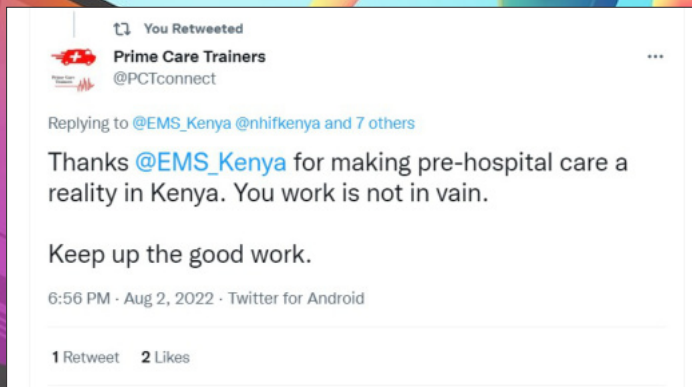 You Retweeted
Prime Care Trainers
@PCTconnect
Replying to @EMS_Kenya @nhifkenya and 7 others
Thanks @EMS_Kenya for making pre-hospital care a
reality in Kenya. You work is not in vain.
Keep up the good work.
6:56 PM · Aug 2, 2022 · Twitter for Android
1 Retweet 2 Likes